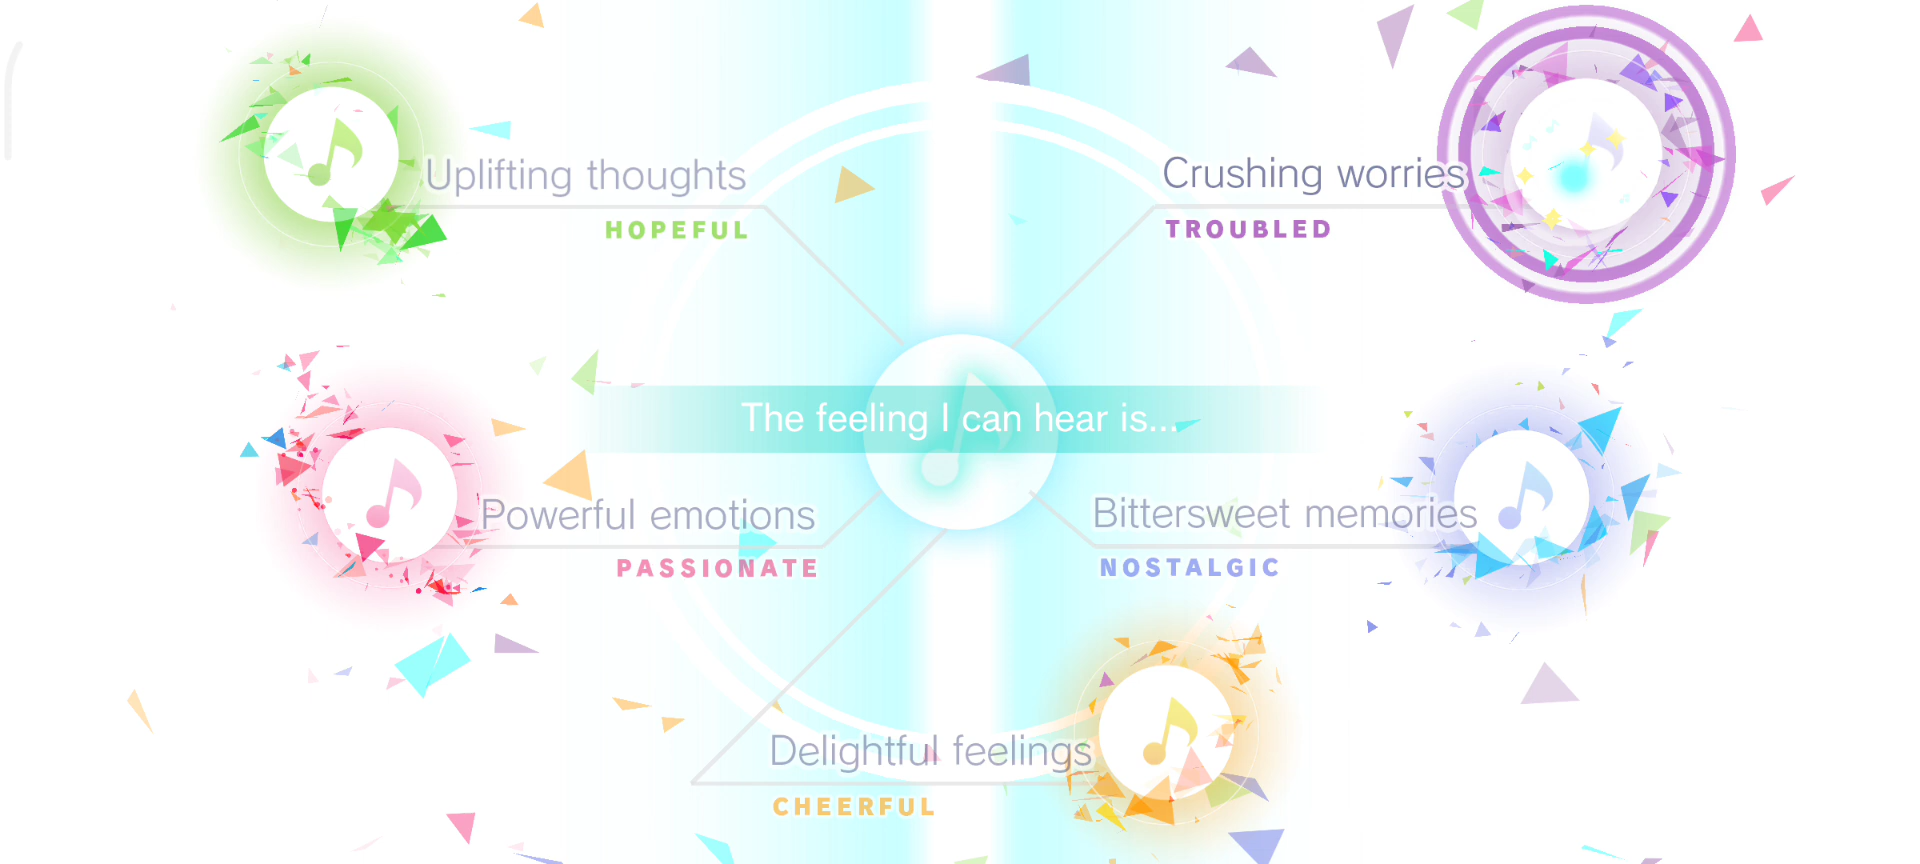 Uplifting thoughts
HOPEFUL
Crushing worries
TROUBLED
The feeling I can hear is...
Powerful emotions
PASSIONATE
Bittersweet memories
NOSTALGIC
Delightful feelings
CHEERFUL